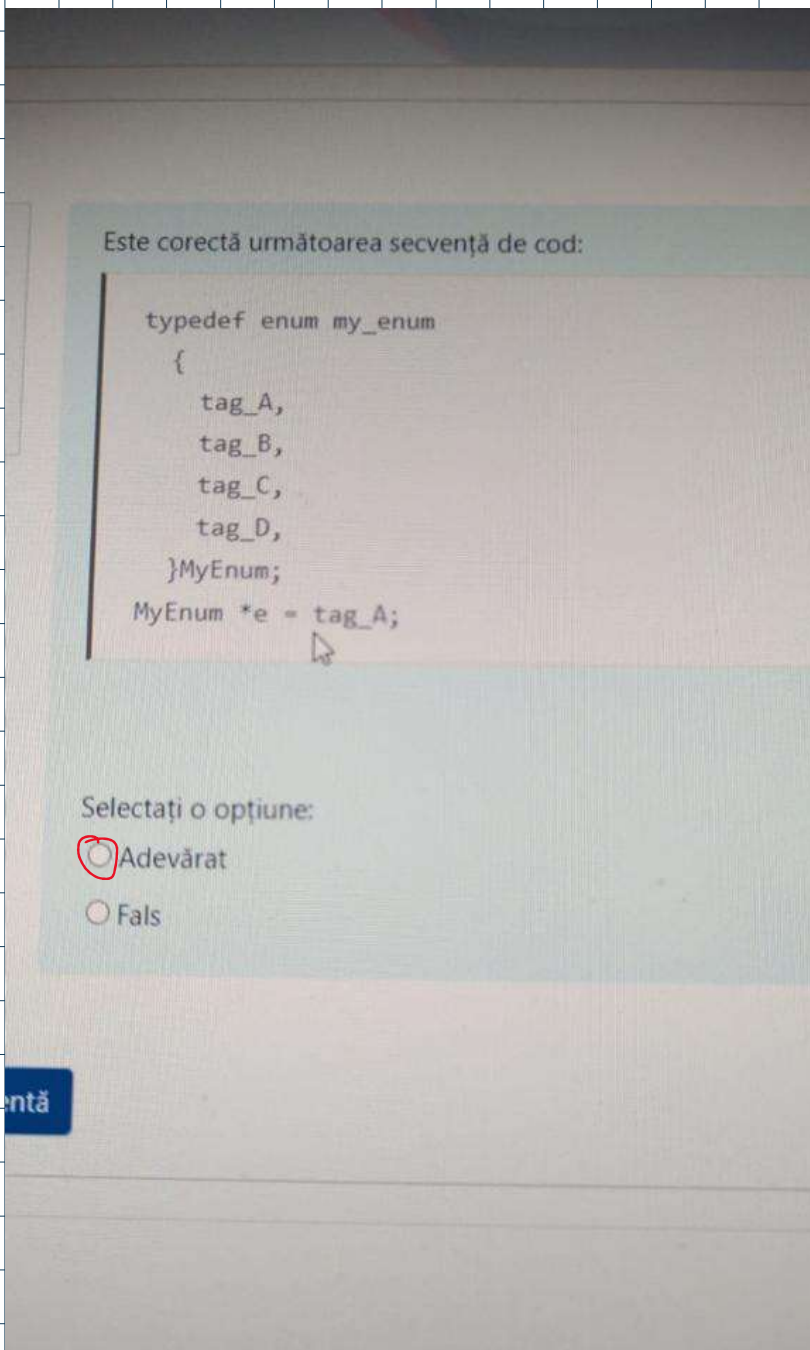 Este corectă următoarea secvență de cod:
typedef enum my_enum
{
tag_A,
tag_B,
tag_C,
tag_D,
}MyEnum;
MyEnum *e = tag_A;
Selectați o opțiune:
Adevărat
Fals
entă